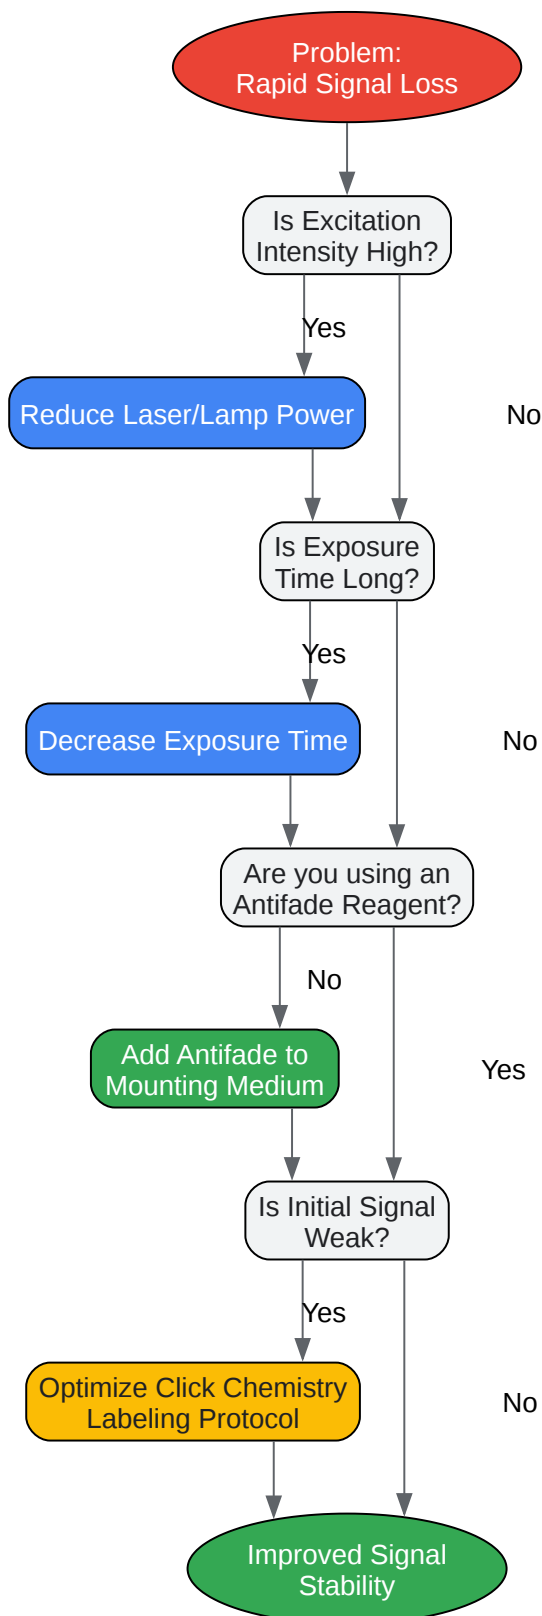 Problem:
Rapid Signal Loss
Is Excitation
Intensity High?
Yes
Reduce Laser/Lamp Power
No
Is Exposure
Time Long?
Yes
Decrease Exposure Time
No
Are you using an
Antifade Reagent?
No
Add Antifade to
Mounting Medium
Yes
Is Initial Signal
Weak?
Yes
Optimize Click Chemistry
Labeling Protocol
No
Improved Signal
Stability